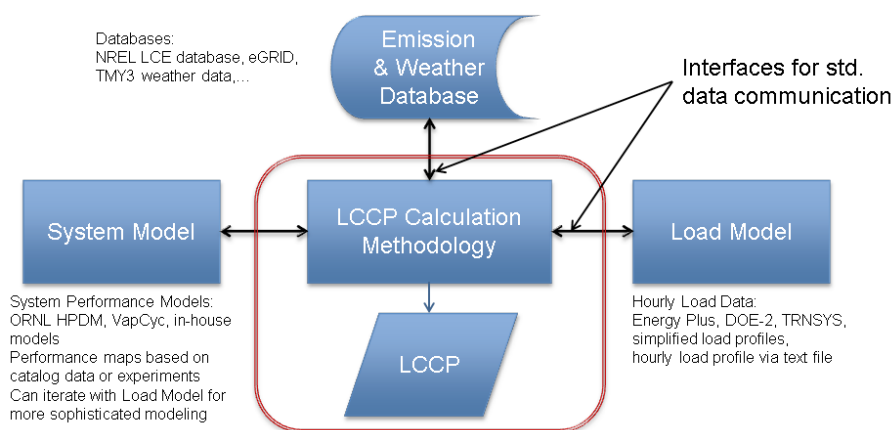 Databases:
NREL LCE database, eGRID,
TMY3 weather data,...
Emission
& Weather
Database
Interfaces for std.
data communication
System Model
LCCP Calculation
Methodology
Load Model
System Performance Models:
ORNL HPDM, VapCyc, in-house
models
Performance maps based on
catalog data or experiments
Can iterate with Load Model for
more sophisticated modeling
LCCP
Hourly Load Data:
Energy Plus, DOE-2, TRNSYS,
simplified load profiles,
hourly load profile via text file